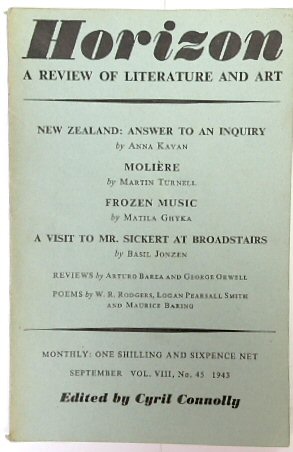 Horizon
A REVIEW OF LITERATURE AND ART
NEW ZEALAND: ANSWER TO AN INQUIRY
by ANNA KAVAN
MOLIÈRE
by MARTIN TURNELL
FROZEN MUSIC
by MATILA GHYKA
A VISIT TO MR. SICKERT AT BROADSTAIRS
by BASIL JONZEN
REVIEWS by ARTURO BAREA AND GEORGE ORWELL
POEMS by W. R. RODGERS, LOGAN PEARSALL SMITH
AND MAURICE BARING
MONTHLY: ONE SHILLING AND SIXPENCE NET
SEPTEMBER VOL. VIII, No. 45 1943
Edited by Cyril Connolly